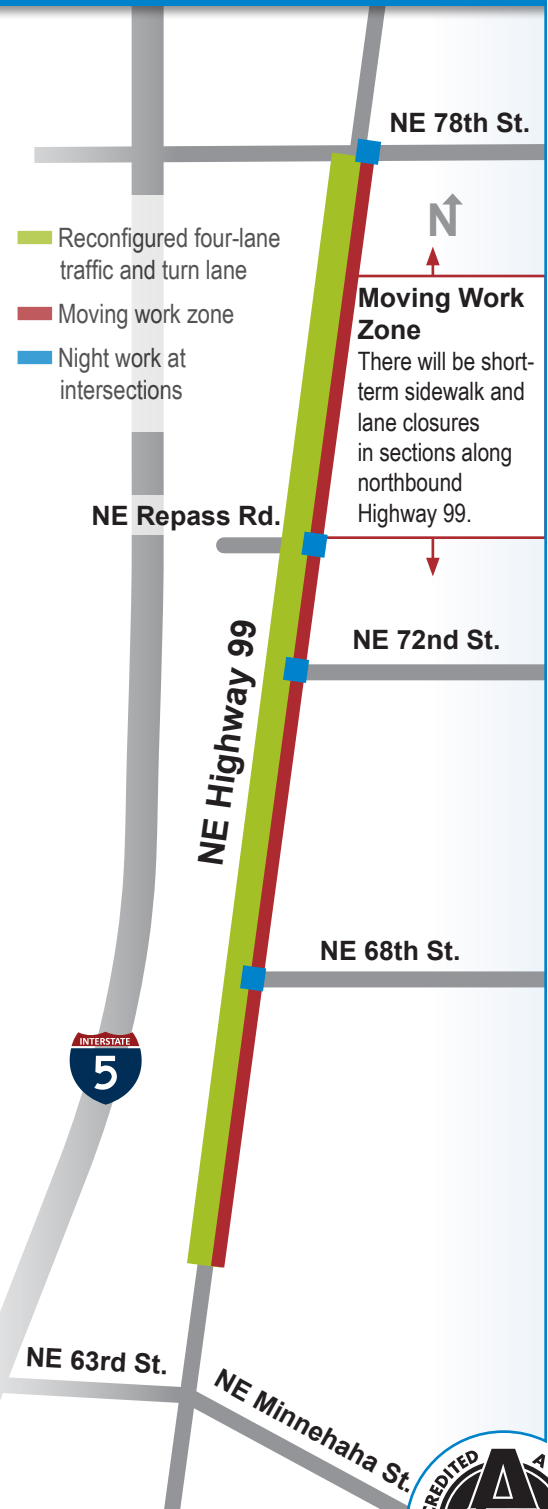 NE 78th St.
N
Reconfigured four-lane
traffic and turn lane
Moving work zone
Night work at
intersections
Moving Work
Zone
There will be short-
term sidewalk and
lane closures
in sections along
northbound
Highway 99.
NE Repass Rd.
NE 72nd St.
NE Highway 99
NE 68th St.
INTERSTATE
5
NE 63rd St.
NE Minnehaha St.
A